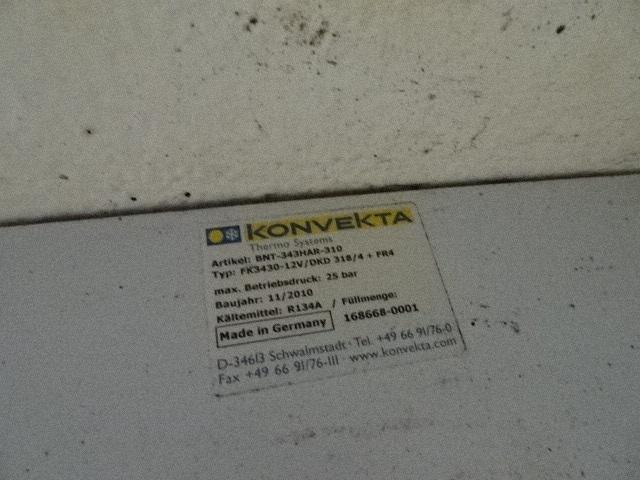 KONVEKTA
Thermo Systems
Artikel: BNT-343HAR-310
Typ: FK3430-12V/DKD 318/4 + FR4
max. Betriebsdruck: 25 bar
Baujahr: 11/2010
Kältemittel: R134A / Füllmenge:
Made in Germany 168668-0001
D-34613 Schwalmstadt · Tel. +49 66 91/76-0
Fax +49 66 91/76-111 · www.konvekta.com